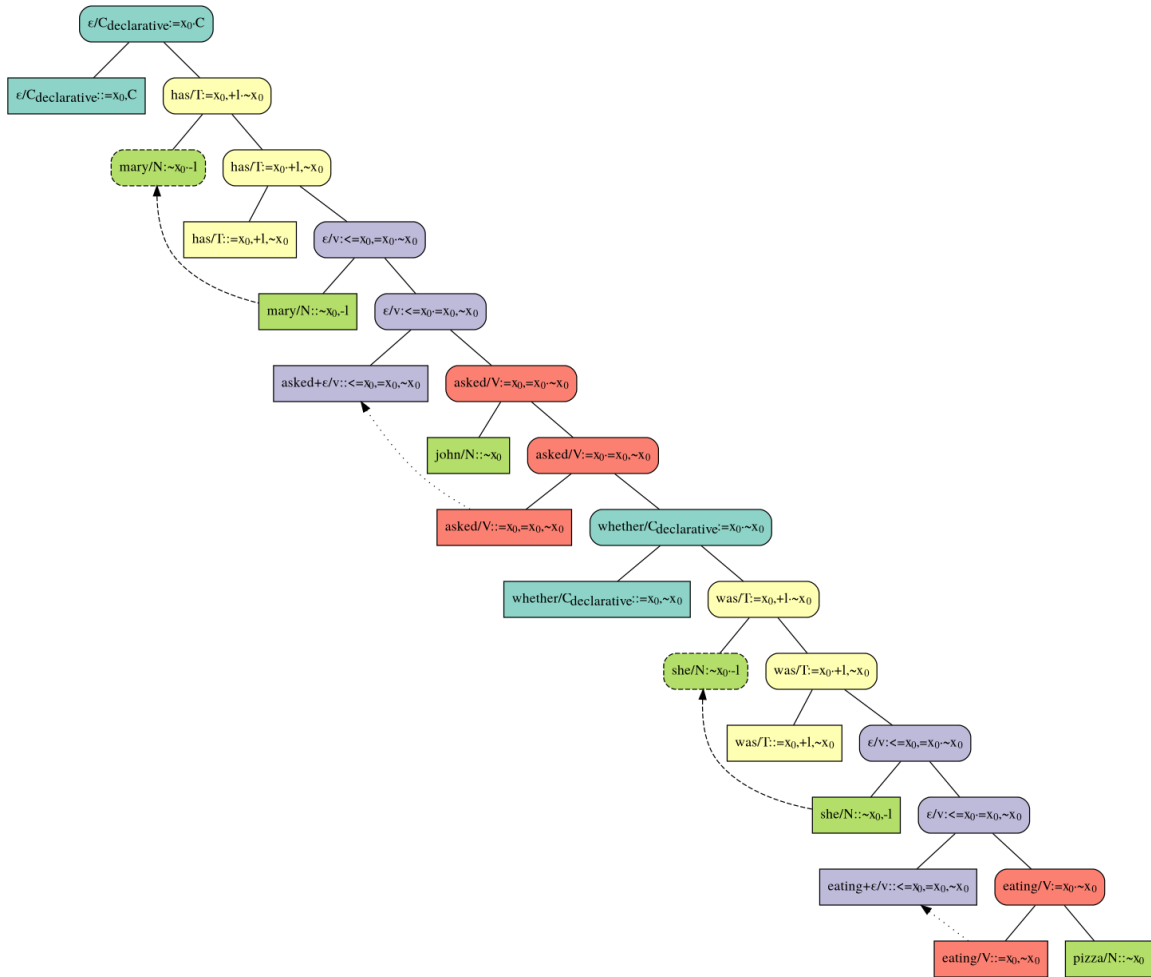 ε/C_declarative:=x₀·C
ε/C_declarative::=x₀,C
has/T:=x₀,+l·~x₀
mary/N:~x₀·-l
has/T:=x₀·+l,~x₀
has/T::=x₀,+l,~x₀
ε/v:<=x₀,=x₀·~x₀
mary/N::~x₀,-l
ε/v:<=x₀·=x₀,~x₀
asked+ε/v::<=x₀,=x₀,~x₀
asked/V:=x₀,=x₀·~x₀
john/N::~x₀
asked/V:=x₀·=x₀,~x₀
asked/V::=x₀,=x₀,~x₀
whether/C_declarative:=x₀·~x₀
whether/C_declarative::=x₀,~x₀
was/T:=x₀,+l·~x₀
she/N:~x₀·-l
was/T:=x₀·+l,~x₀
was/T::=x₀,+l,~x₀
ε/v:<=x₀,=x₀·~x₀
she/N::~x₀,-l
ε/v:<=x₀·=x₀,~x₀
eating+ε/v::<=x₀,=x₀,~x₀
eating/V:=x₀·~x₀
eating/V::=x₀,~x₀
pizza/N::~x₀